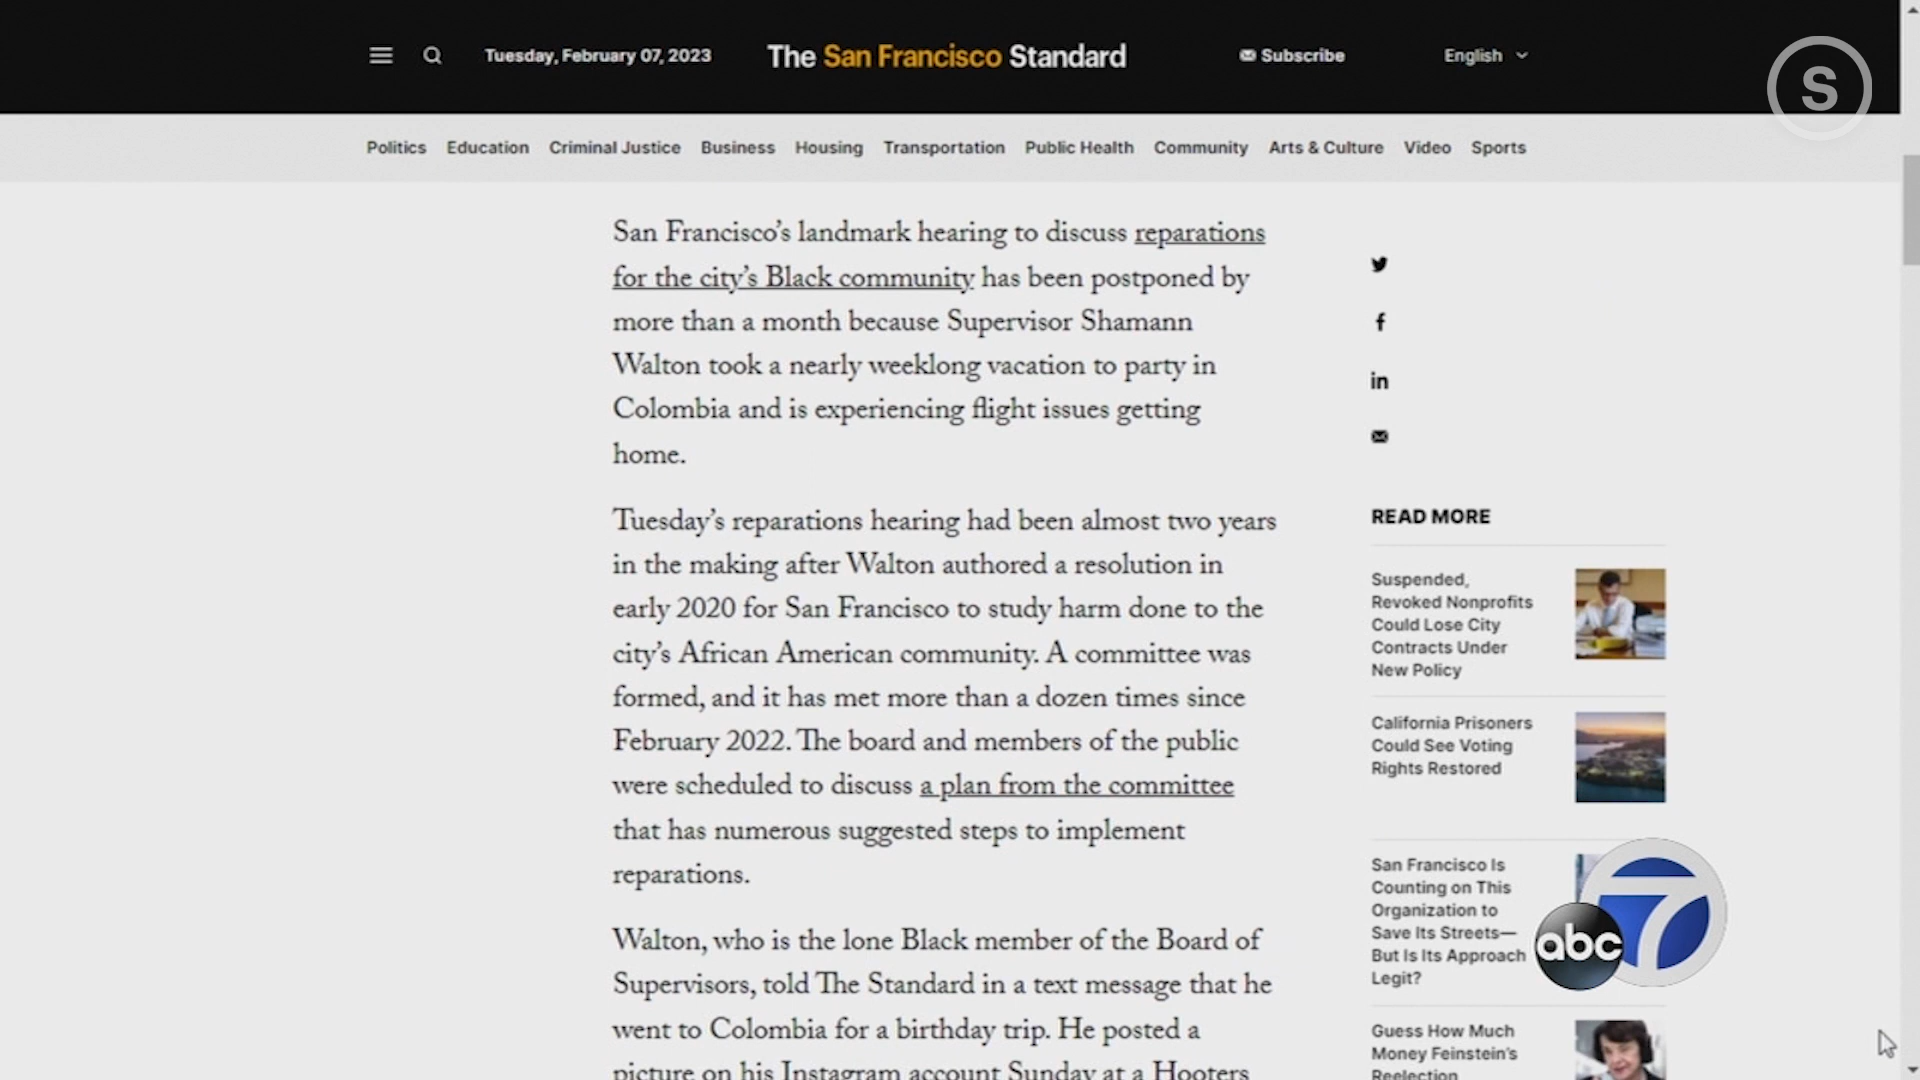 Tuesday, February 07, 2023
The San Francisco Standard
Subscribe
English
S
Politics Education Criminal Justice Business Housing Transportation Public Health Community Arts & Culture Video Sports
San Francisco's landmark hearing to discuss reparations
for the city's Black community has been postponed by
more than a month because Supervisor Shamann
Walton took a nearly weeklong vacation to party in
Colombia and is experiencing flight issues getting
home.
Tuesday's reparations hearing had been almost two years
in the making after Walton authored a resolution in
early 2020 for San Francisco to study harm done to the
city's African American community. A committee was
formed, and it has met more than a dozen times since
February 2022. The board and members of the public
were scheduled to discuss a plan from the committee
that has numerous suggested steps to implement
reparations.
Walton, who is the lone Black member of the Board of
Supervisors, told The Standard in a text message that he
went to Colombia for a birthday trip. He posted a
picture on his Instagram account Sunday at a Hooters
f
in
READ MORE
Suspended,
Revoked Nonprofits
Could Lose City
Contracts Under
New Policy
California Prisoners
Could See Voting
Rights Restored
San Francisco Is
Counting on This
Organization to
Save Its Streets—
But Is Its Approach
Legit?
Guess How Much
Money Feinstein's
Reelection
abc 7